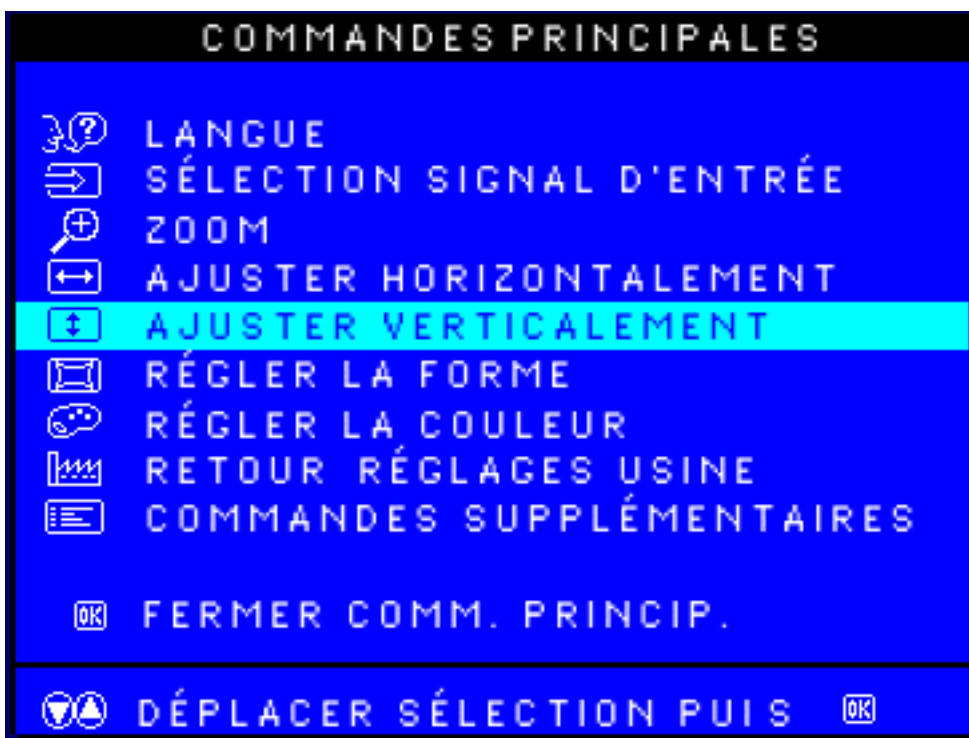 COMMANDES PRINCIPALES
LANGUE
SÉLECTION SIGNAL D'ENTRÉE
ZOOM
AJUSTER HORIZONTALEMENT
AJUSTER VERTICALEMENT
RÉGLER LA FORME
RÉGLER LA COULEUR
RETOUR RÉGLAGES USINE
COMMANDES SUPPLÉMENTAIRES
OK FERMER COMM. PRINCIP.
DÉPLACER SÉLECTION PUIS OK